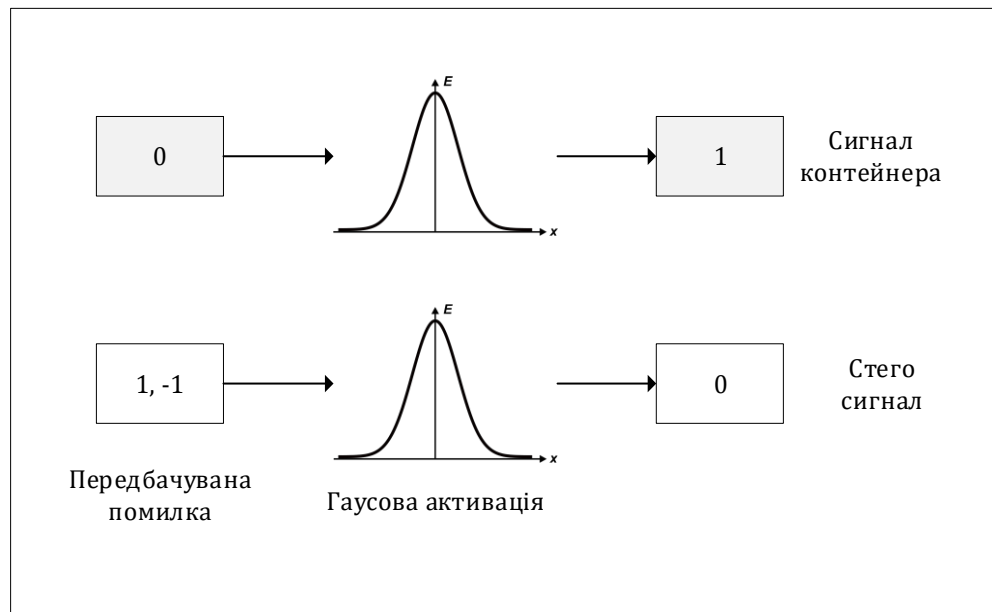 E
0
1
Сигнал
контейнера
x
E
1, -1
0
Стего
сигнал
x
Передбачувана
помилка
Гаусова активація